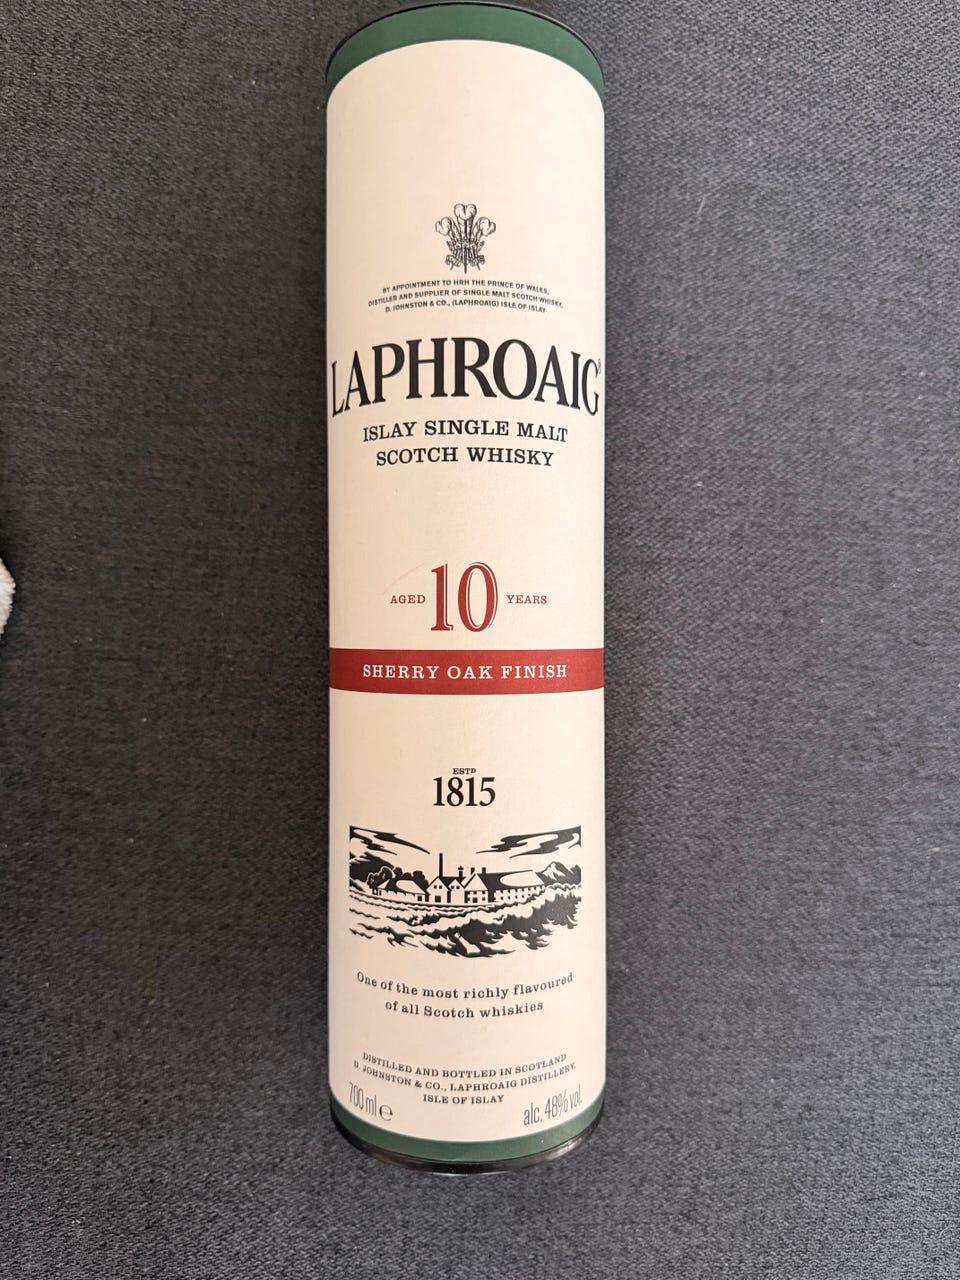 BY APPOINTMENT TO HRH THE PRINCE OF WALES,
DISTILLER AND SUPPLIER OF SINGLE MALT SCOTCH WHISKY,
D. JOHNSTON & CO., (LAPHROAIG) ISLE OF ISLAY
LAPHROAIG®
ISLAY SINGLE MALT
SCOTCH WHISKY
AGED 10 YEARS
SHERRY OAK FINISH
ESTD
1815
One of the most richly flavoured
of all Scotch whiskies
DISTILLED AND BOTTLED IN SCOTLAND
D. JOHNSTON & CO., LAPHROAIG DISTILLERY,
ISLE OF ISLAY
700 ml ℮ alc. 48% vol.